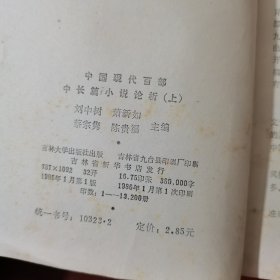 中国现代百部
中长篇小说论析（上）
刘中树 蔺新如
蔡宗隽 陈贵福 主编
吉林大学出版社出版 吉林省九台县印刷厂印刷
吉林省新华书店发行
787×1092 32开 16.75印张 369.000字
1986年1月第1版 1986年1月第1次印刷
印数：1—13.200册
统一书号：10323·2 定价：2.85元